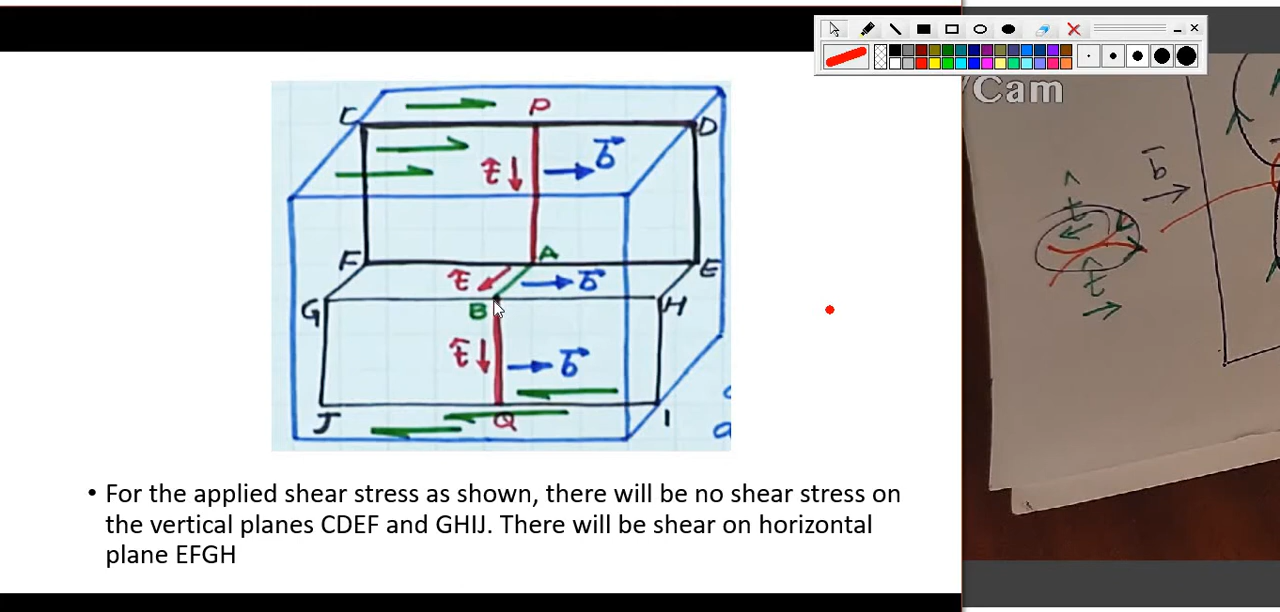 C
P
D
t̂
b⃗
F
A
E
t̂
b⃗
G
B
H
t̂
b⃗
J
Q
I
• For the applied shear stress as shown, there will be no shear stress on
the vertical planes CDEF and GHIJ. There will be shear on horizontal
plane EFGH
/Cam
b⃗
t̂
t̂